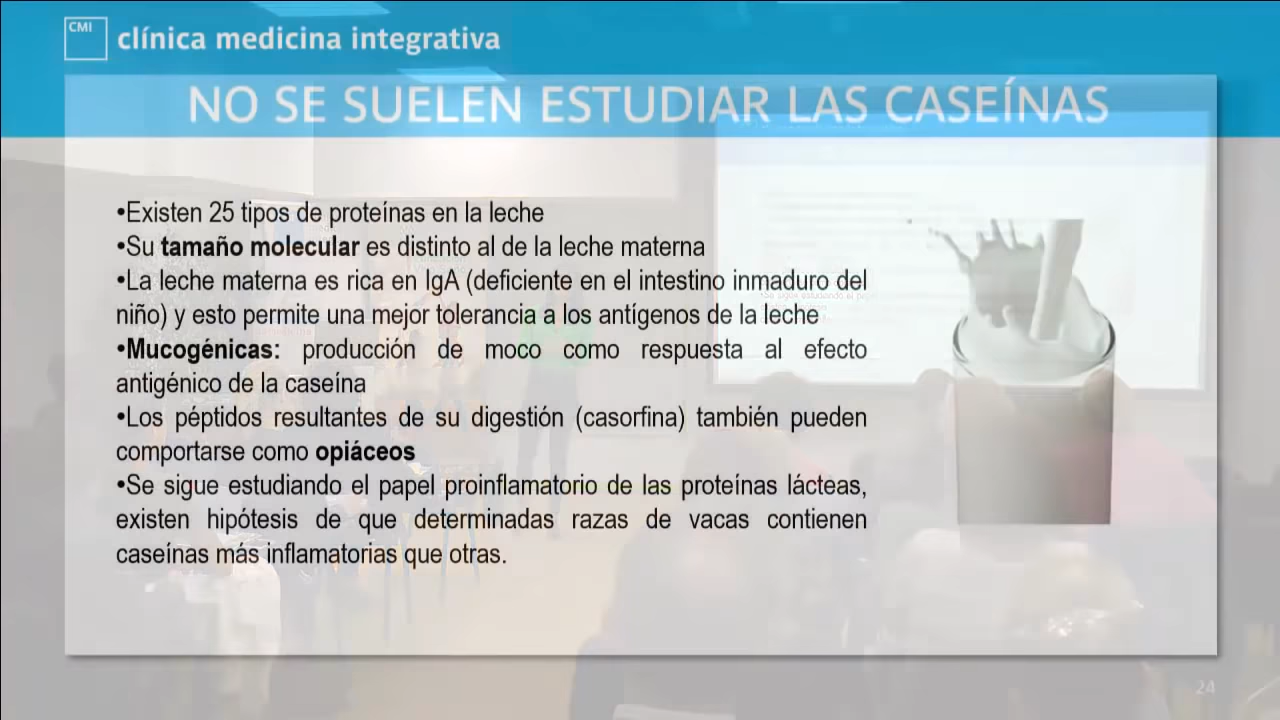 CMI
clínica medicina integrativa
NO SE SUELEN ESTUDIAR LAS CASEÍNAS
•Existen 25 tipos de proteínas en la leche
•Su tamaño molecular es distinto al de la leche materna
•La leche materna es rica en IgA (deficiente en el intestino inmaduro del
niño) y esto permite una mejor tolerancia a los antígenos de la leche
•Mucogénicas: producción de moco como respuesta al efecto
antigénico de la caseína
•Los péptidos resultantes de su digestión (casorfina) también pueden
comportarse como opiáceos
•Se sigue estudiando el papel proinflamatorio de las proteínas lácteas,
existen hipótesis de que determinadas razas de vacas contienen
caseínas más inflamatorias que otras.
24